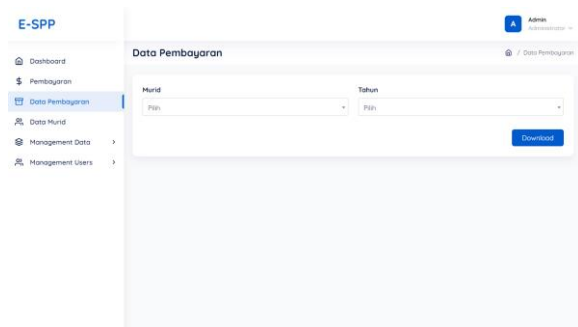 E-SPP
A
Admin
Administrator
Data Pembayaran
/ Data Pembayaran
Dashboard
Pembayaran
Data Pembayaran
Data Murid
Management Data
Management Users
Murid
Tahun
Pilih
Pilih
Download